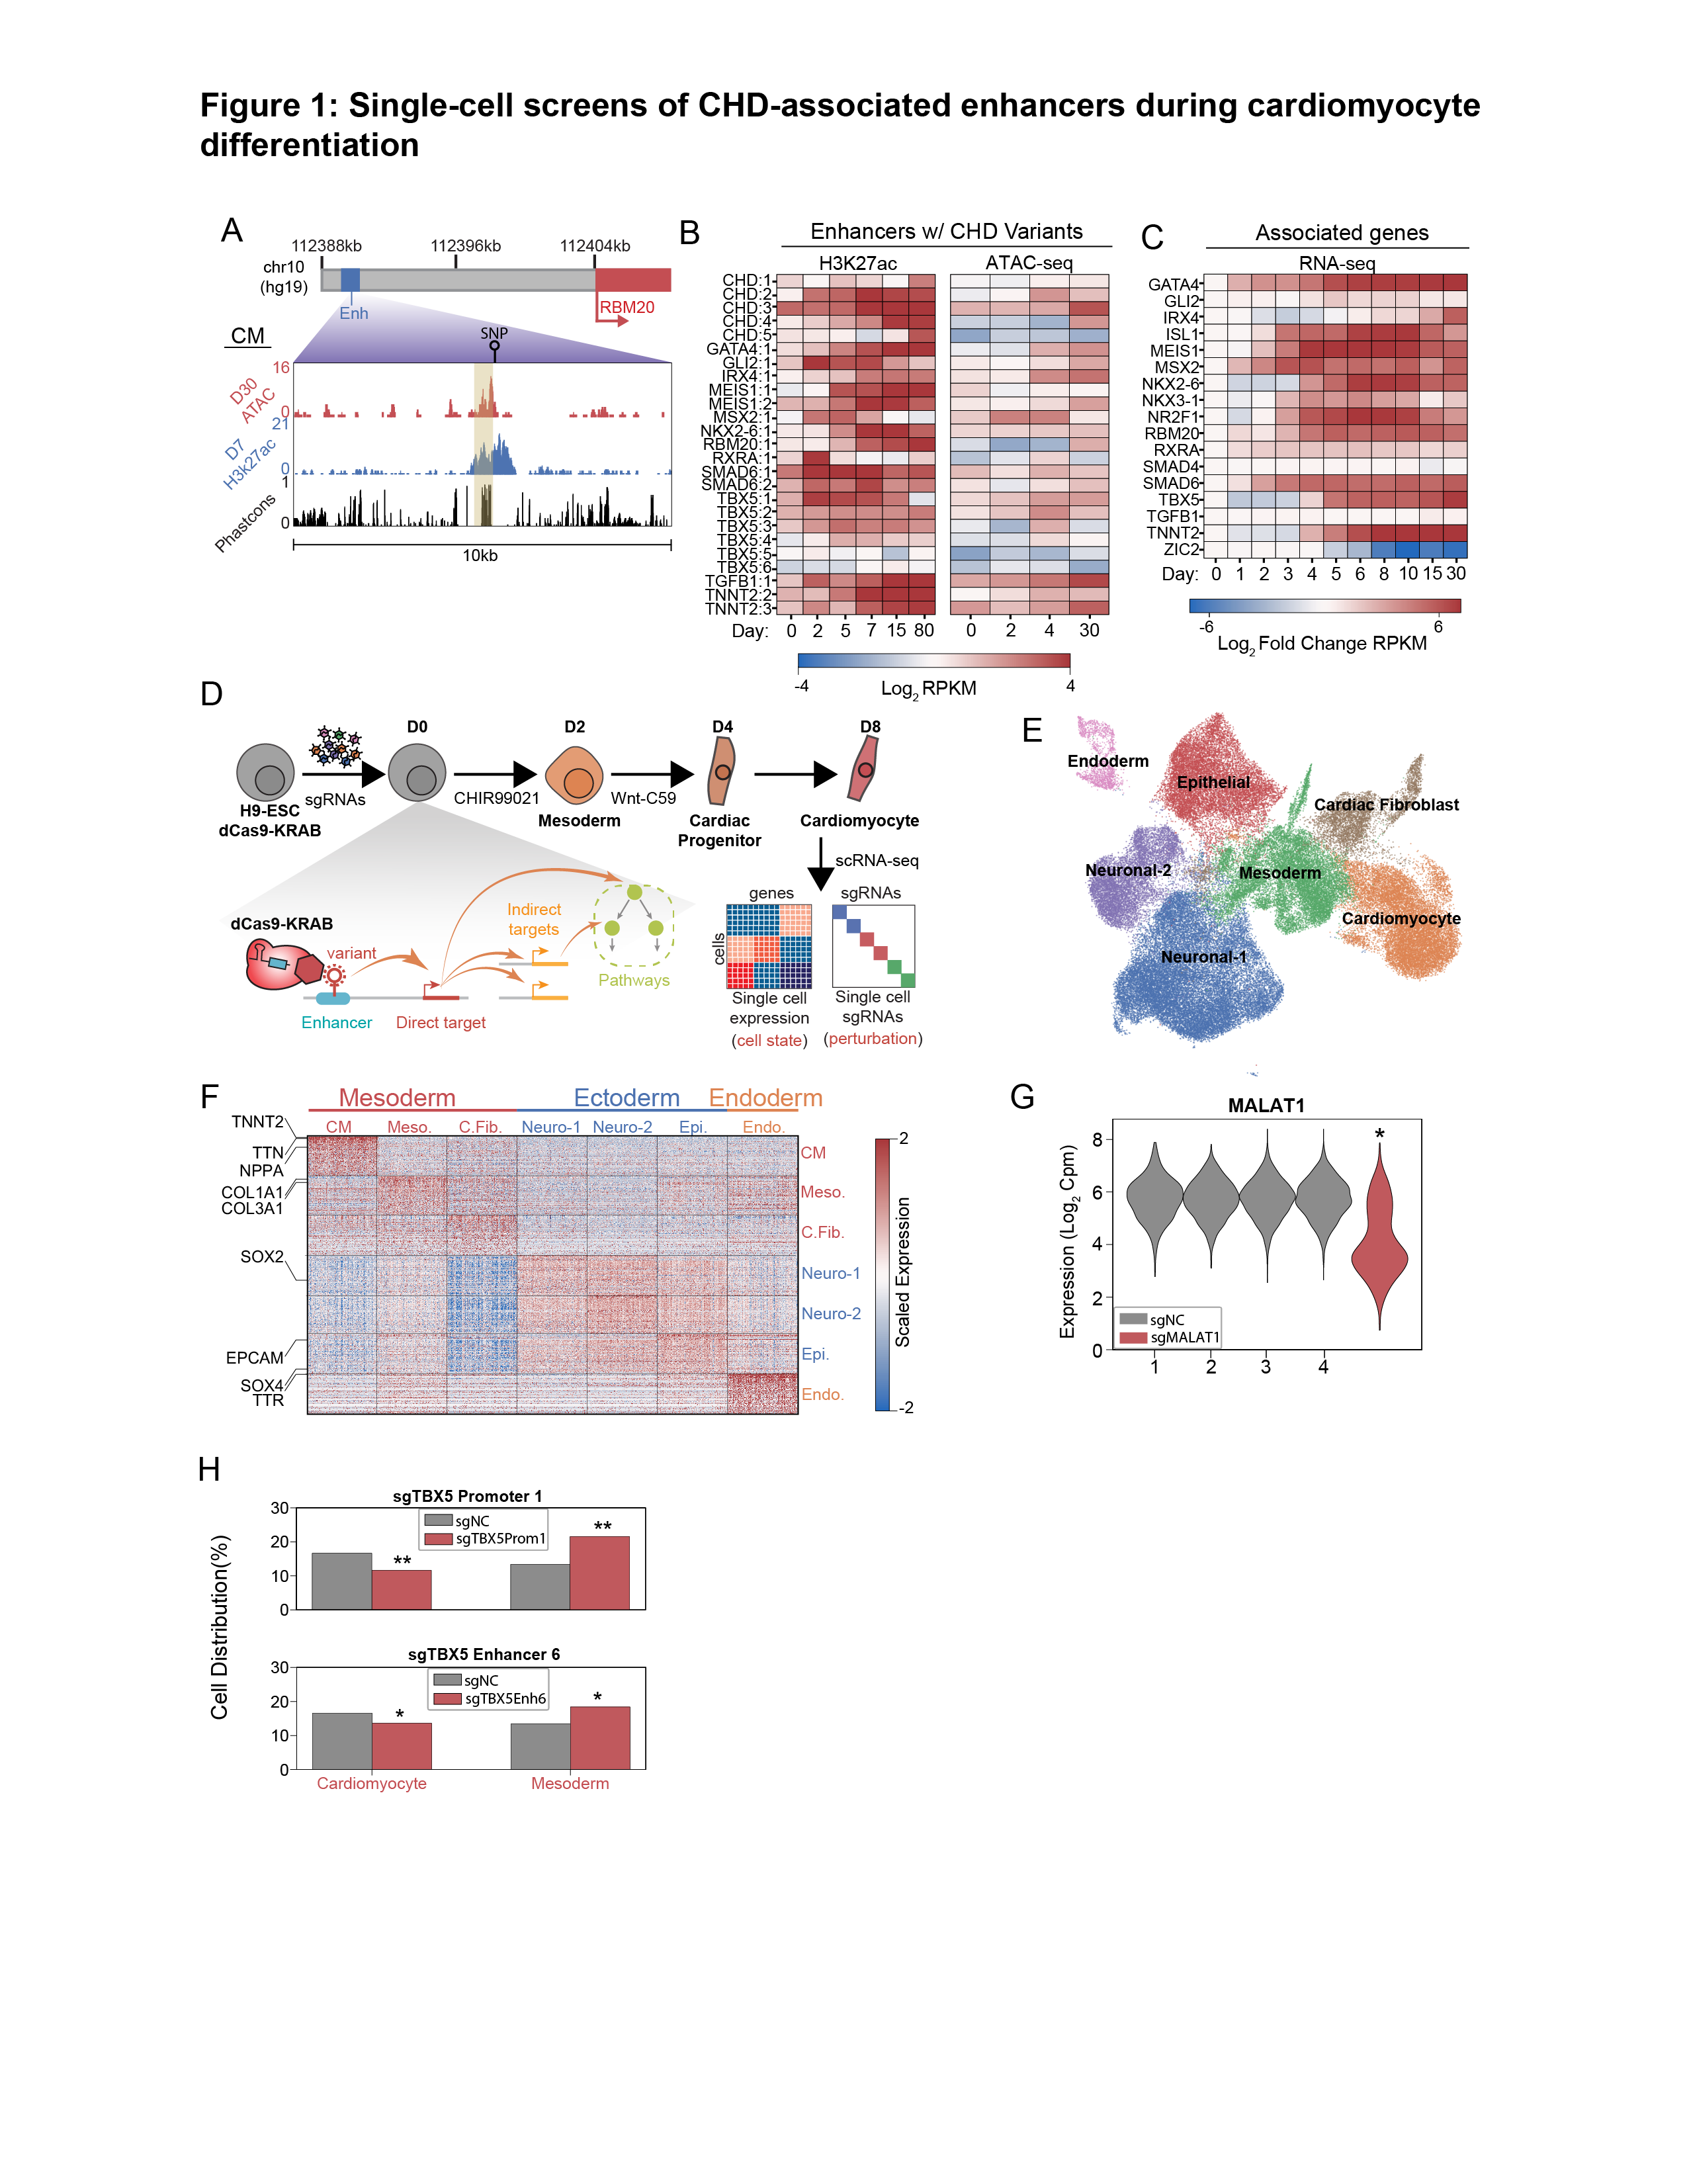 Figure 1: Single-cell screens of CHD-associated enhancers during cardiomyocyte
differentiation
A
112388kb 112396kb 112404kb
chr10
(hg19)
Enh
RBM20
CM
SNP
16
D30
ATAC
0
21
D7
H3k27ac
0
1
Phastcons
0
10kb
B
Enhancers w/ CHD Variants
H3K27ac ATAC-seq
CHD:1
CHD:2
CHD:3
CHD:4
CHD:5
GATA4:1
GLI2:1
IRX4:1
MEIS1:1
MEIS1:2
MSX2:1
NKX2-6:1
RBM20:1
RXRA:1
SMAD6:1
SMAD6:2
TBX5:1
TBX5:2
TBX5:3
TBX5:4
TBX5:5
TBX5:6
TGFB1:1
TNNT2:2
TNNT2:3
Day: 0 2 5 7 15 80 0 2 4 30
-4 Log2 RPKM 4
C
Associated genes
RNA-seq
GATA4
GLI2
IRX4
ISL1
MEIS1
MSX2
NKX2-6
NKX3-1
NR2F1
RBM20
RXRA
SMAD4
SMAD6
TBX5
TGFB1
TNNT2
ZIC2
Day: 0 1 2 3 4 5 6 8 10 15 30
-6 6
Log2 Fold Change RPKM
D
D0 D2 D4 D8
sgRNAs CHIR99021 Wnt-C59
H9-ESC
dCas9-KRAB
Mesoderm
Cardiac
Progenitor
Cardiomyocyte
scRNA-seq
dCas9-KRAB
variant
Indirect
targets
Pathways
Enhancer Direct target
genes sgRNAs
cells
Single cell
expression
(cell state)
Single cell
sgRNAs
(perturbation)
E
Endoderm
Epithelial
Cardiac Fibroblast
Neuronal-2
Mesoderm
Cardiomyocyte
Neuronal-1
F
Mesoderm Ectoderm Endoderm
CM Meso. C.Fib. Neuro-1 Neuro-2 Epi. Endo.
TNNT2
TTN
NPPA
COL1A1
COL3A1
SOX2
EPCAM
SOX4
TTR
CM
Meso.
C.Fib.
Neuro-1
Neuro-2
Epi.
Endo.
2
Scaled Expression
-2
G
MALAT1
Expression (Log2 Cpm)
8
6
4
2
0
*
sgNC
sgMALAT1
1 2 3 4
H
Cell Distribution(%)
sgTBX5 Promoter 1
30
20
10
0
sgNC
sgTBX5Prom1
** **
sgTBX5 Enhancer 6
30
20
10
0
sgNC
sgTBX5Enh6
* *
Cardiomyocyte Mesoderm